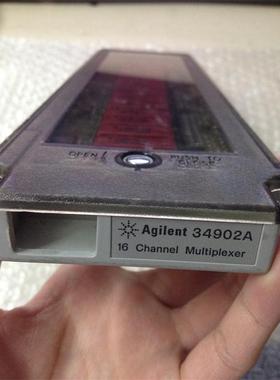 OPEN
PUSH TO
Agilent 34902A
16 Channel Multiplexer